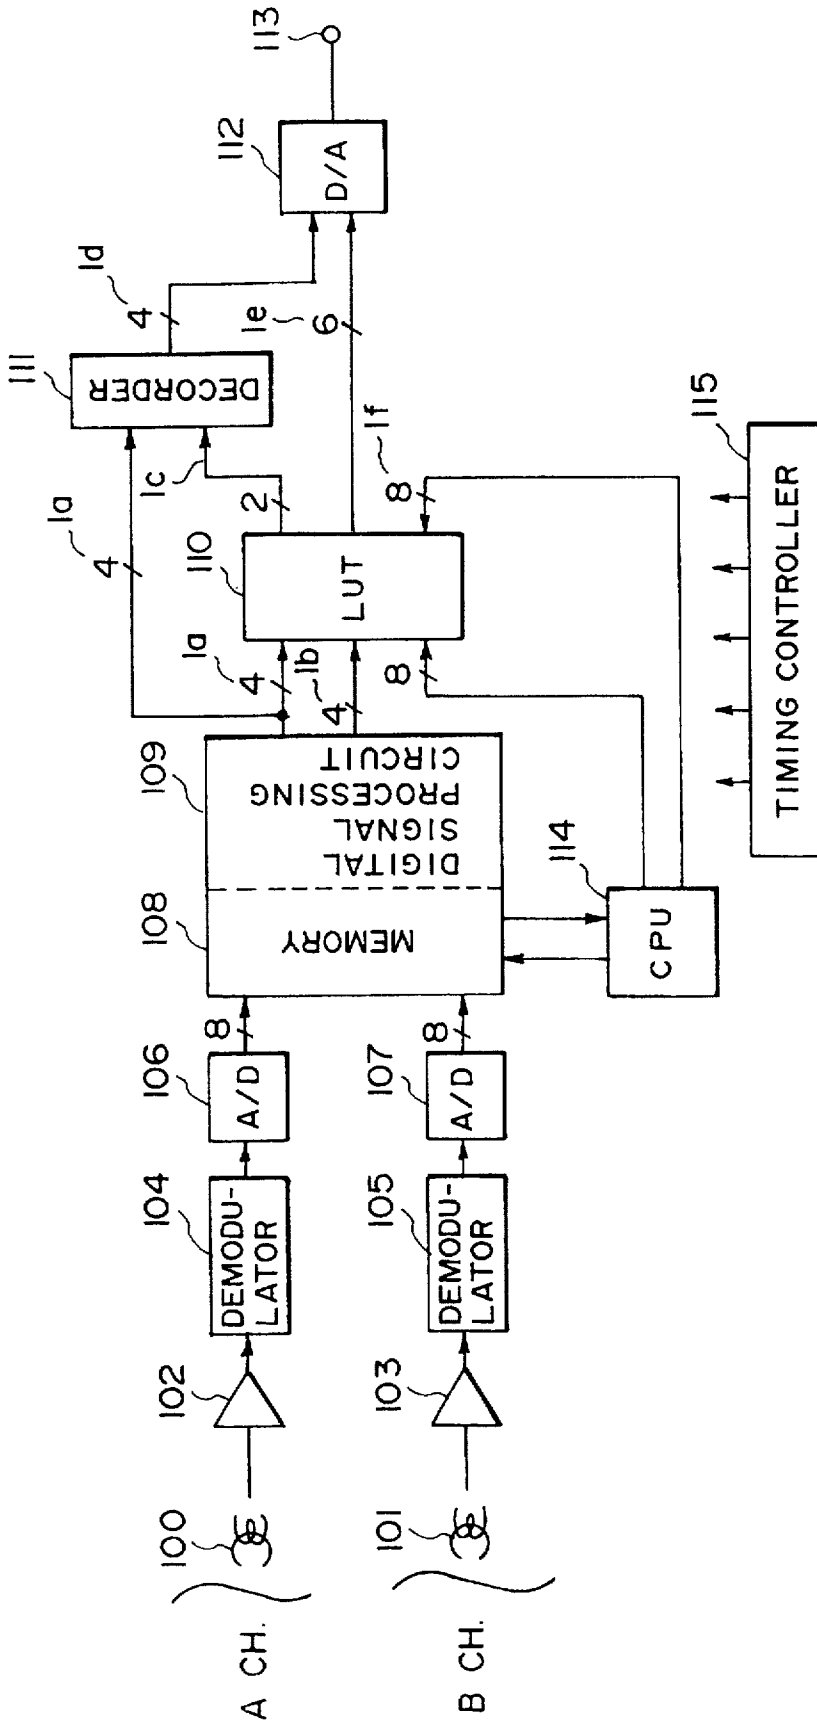 A CH.
100
102
104
DEMODU-
LATOR
106
A/D
8
B CH.
101
103
105
DEMODU-
LATOR
107
A/D
8
108
MEMORY
109
DIGITAL
SIGNAL
PROCESSING
CIRCUIT
1a
4
1b
4
1a
4
110
LUT
8
8
1f
2
1c
111
DECORDER
4
1d
1e
6
112
D/A
113
114
CPU
115
TIMING CONTROLLER